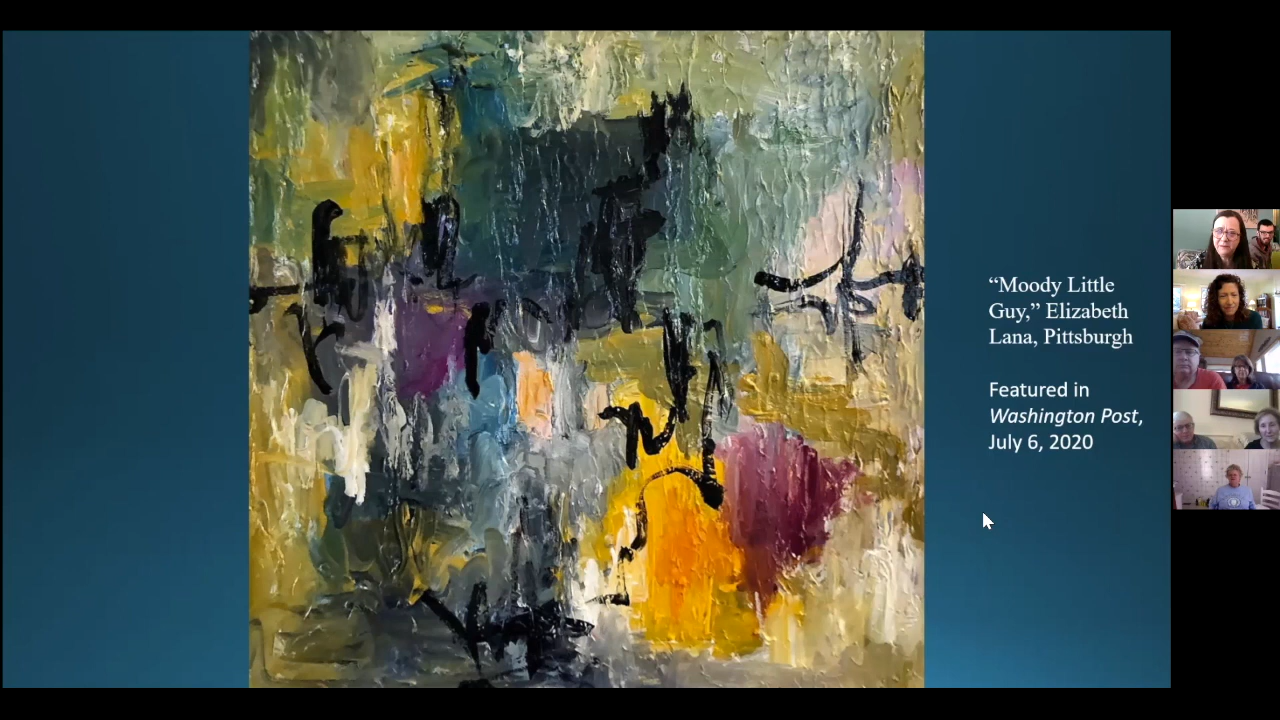 “Moody Little
Guy,” Elizabeth
Lana, Pittsburgh
Featured in
Washington Post,
July 6, 2020